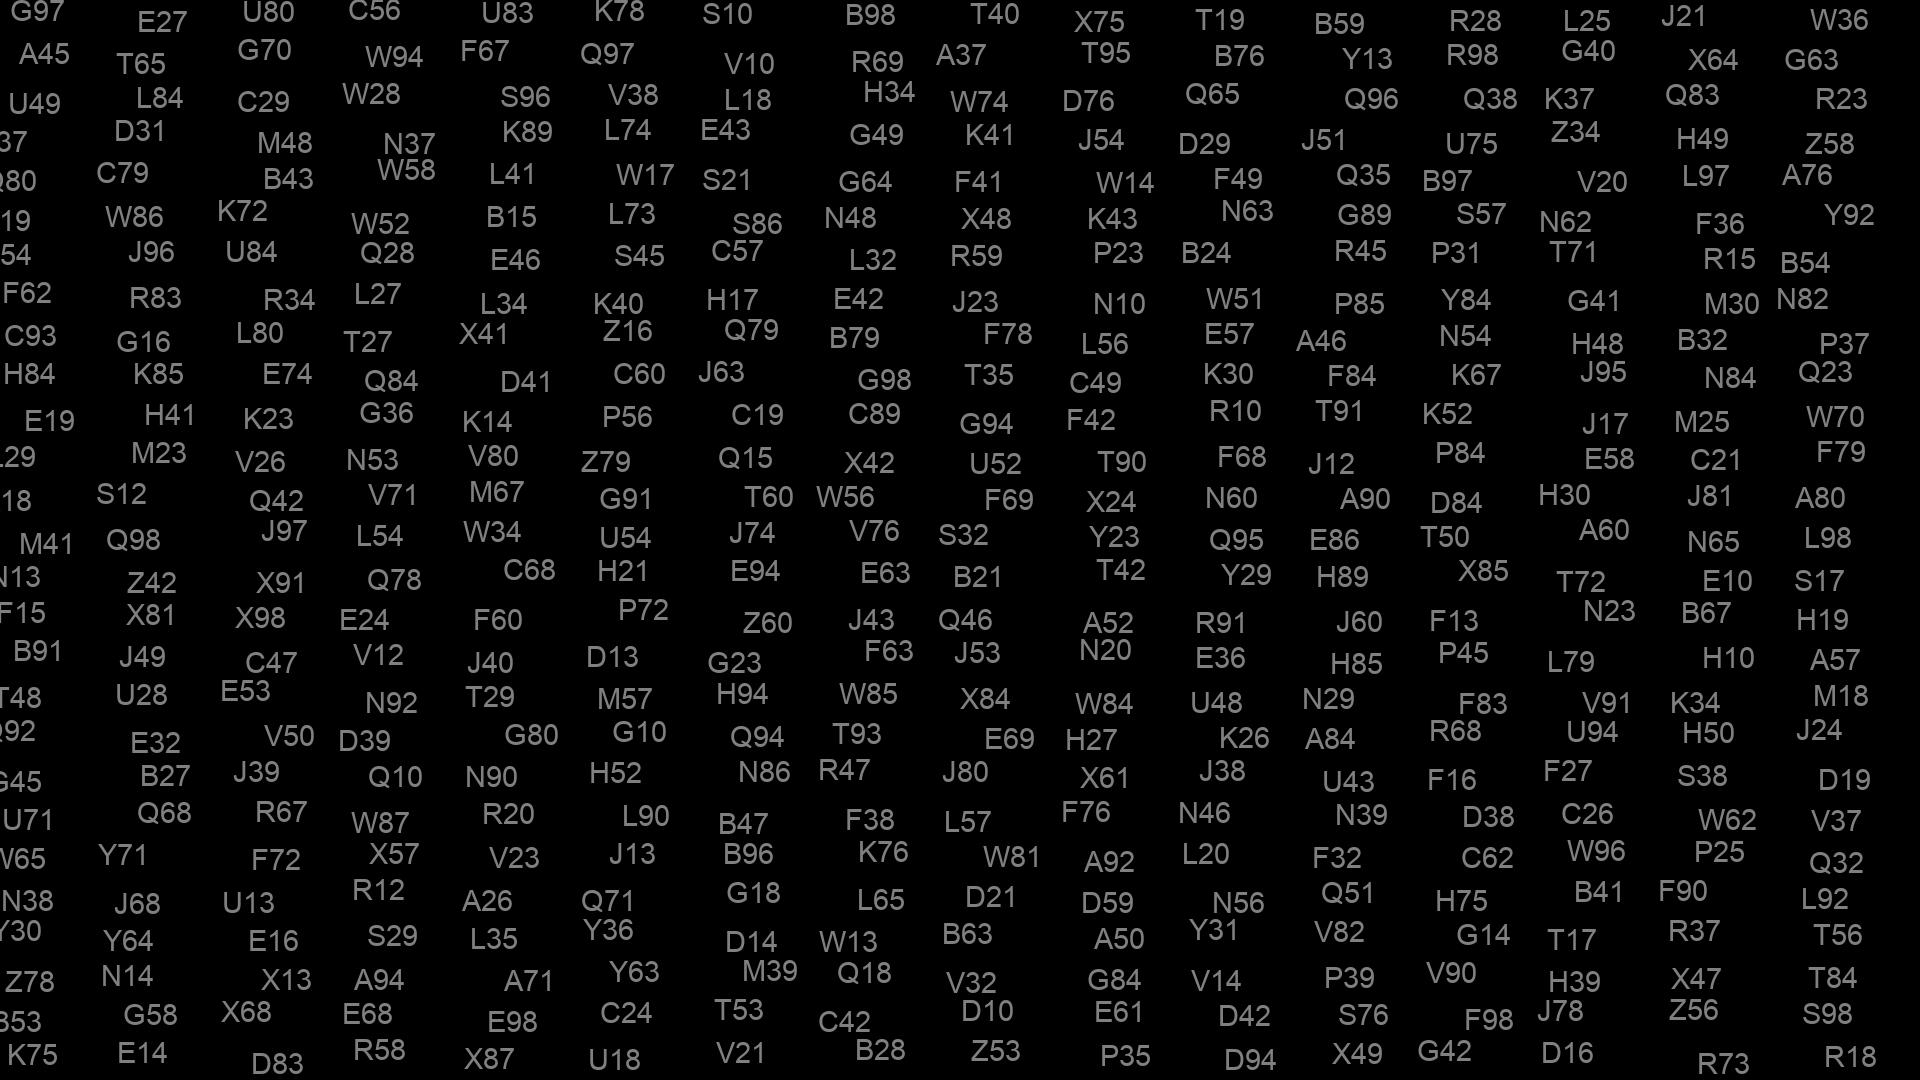 G97 E27 U80 C56 U83 K78 S10 B98 T40 X75 T19 B59 R28 L25 J21 W36
A45 T65 G70 W94 F67 Q97 V10 R69 A37 T95 B76 Y13 R98 G40 X64 G63
U49 L84 C29 W28 S96 V38 L18 H34 W74 D76 Q65 Q96 Q38 K37 Q83 R23
37 D31 M48 N37 K89 L74 E43 G49 K41 J54 D29 J51 U75 Z34 H49 Z58
Q80 C79 B43 W58 L41 W17 S21 G64 F41 W14 F49 Q35 B97 V20 L97 A76
19 W86 K72 W52 B15 L73 S86 N48 X48 K43 N63 G89 S57 N62 F36 Y92
54 J96 U84 Q28 E46 S45 C57 L32 R59 P23 B24 R45 P31 T71 R15 B54
F62 R83 R34 L27 L34 K40 H17 E42 J23 N10 W51 P85 Y84 G41 M30 N82
C93 G16 L80 T27 X41 Z16 Q79 B79 F78 L56 E57 A46 N54 H48 B32 P37
H84 K85 E74 Q84 D41 C60 J63 G98 T35 C49 K30 F84 K67 J95 N84 Q23
E19 H41 K23 G36 K14 P56 C19 C89 G94 F42 R10 T91 K52 J17 M25 W70
29 M23 V26 N53 V80 Z79 Q15 X42 U52 T90 F68 J12 P84 E58 C21 F79
18 S12 Q42 V71 M67 G91 T60 W56 F69 X24 N60 A90 D84 H30 J81 A80
M41 Q98 J97 L54 W34 U54 J74 V76 S32 Y23 Q95 E86 T50 A60 N65 L98
N13 Z42 X91 Q78 C68 H21 E94 E63 B21 T42 Y29 H89 X85 T72 E10 S17
F15 X81 X98 E24 F60 P72 Z60 J43 Q46 A52 R91 J60 F13 N23 B67 H19
B91 J49 C47 V12 J40 D13 G23 F63 J53 N20 E36 H85 P45 L79 H10 A57
T48 U28 E53 N92 T29 M57 H94 W85 X84 W84 U48 N29 F83 V91 K34 M18
Q92 E32 V50 D39 G80 G10 Q94 T93 E69 H27 K26 A84 R68 U94 H50 J24
G45 B27 J39 Q10 N90 H52 N86 R47 J80 X61 J38 U43 F16 F27 S38 D19
U71 Q68 R67 W87 R20 L90 B47 F38 L57 F76 N46 N39 D38 C26 W62 V37
W65 Y71 F72 X57 V23 J13 B96 K76 W81 A92 L20 F32 C62 W96 P25 Q32
N38 J68 U13 R12 A26 Q71 G18 L65 D21 D59 N56 Q51 H75 B41 F90 L92
Y30 Y64 E16 S29 L35 Y36 D14 W13 B63 A50 Y31 V82 G14 T17 R37 T56
Z78 N14 X13 A94 A71 Y63 M39 Q18 V32 G84 V14 P39 V90 H39 X47 T84
B53 G58 X68 E68 E98 C24 T53 C42 D10 E61 D42 S76 F98 J78 Z56 S98
K75 E14 D83 R58 X87 U18 V21 B28 Z53 P35 D94 X49 G42 D16 R73 R18